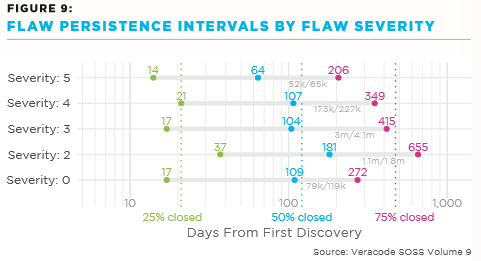 FIGURE 9:
FLAW PERSISTENCE INTERVALS BY FLAW SEVERITY
Severity: 5 14 64 206
52k/65k
Severity: 4 21 107 349
173k/227k
Severity: 3 17 104 415
3m/4.1m
Severity: 2 37 181 655
1.1m/1.8m
Severity: 0 17 109 272
79k/119k
10 100 1,000
25% closed 50% closed 75% closed
Days From First Discovery
Source: Veracode SOSS Volume 9